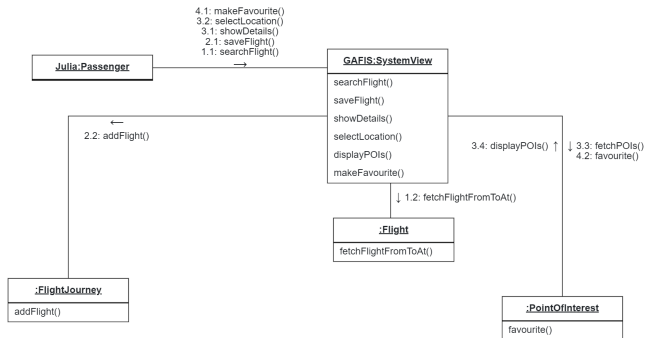 4.1: makeFavourite()
3.2: selectLocation()
3.1: showDetails()
2.1: saveFlight()
1.1: searchFlight()
→
Julia:Passenger
GAFIS:SystemView
searchFlight()
saveFlight()
showDetails()
selectLocation()
displayPOIs()
makeFavourite()
←
2.2: addFlight()
3.4: displayPOIs() ↑
↓ 3.3: fetchPOIs()
4.2: favourite()
↓ 1.2: fetchFlightFromToAt()
:Flight
fetchFlightFromToAt()
:FlightJourney
addFlight()
:PointOfInterest
favourite()